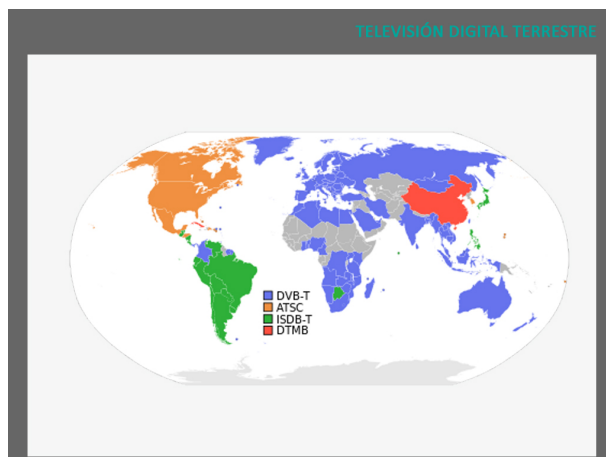 TELEVISIÓN DIGITAL TERRESTRE
DVB-T
ATSC
ISDB-T
DTMB